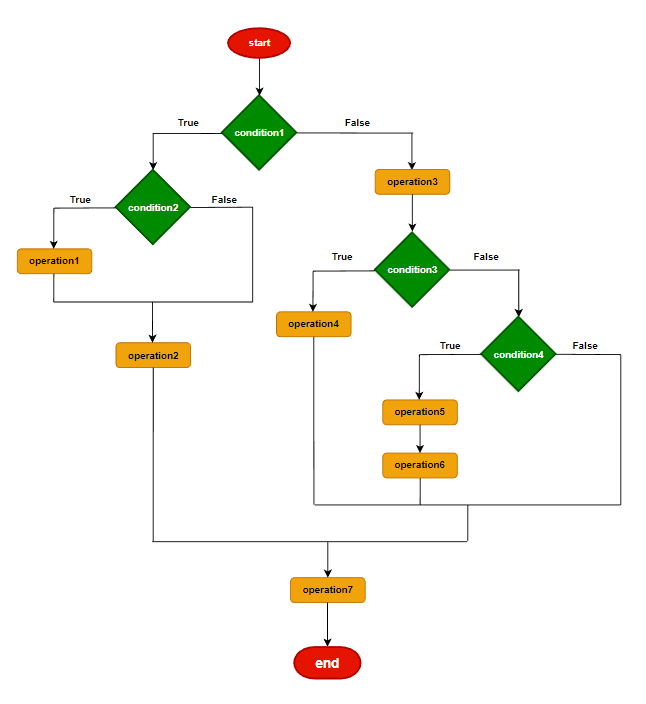 start
True
False
condition1
operation3
True
False
condition2
True
False
condition3
operation1
operation4
True
False
condition4
operation2
operation5
operation6
operation7
end